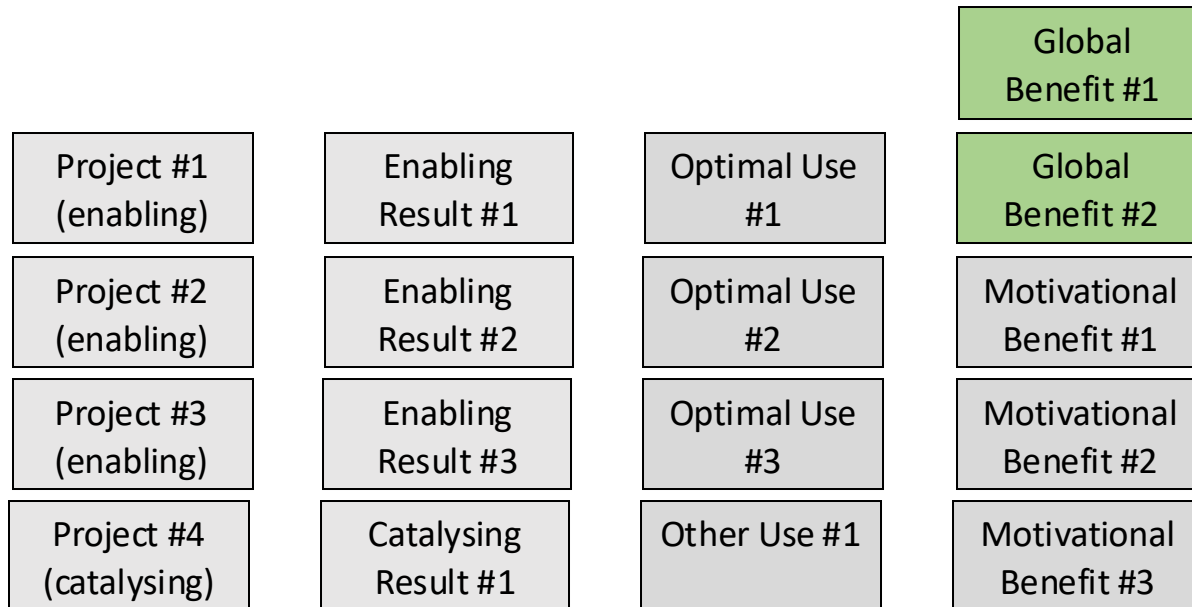 Global
Benefit #1
Project #1
(enabling)
Enabling
Result #1
Optimal Use
#1
Global
Benefit #2
Project #2
(enabling)
Enabling
Result #2
Optimal Use
#2
Motivational
Benefit #1
Project #3
(enabling)
Enabling
Result #3
Optimal Use
#3
Motivational
Benefit #2
Project #4
(catalysing)
Catalysing
Result #1
Other Use #1
Motivational
Benefit #3